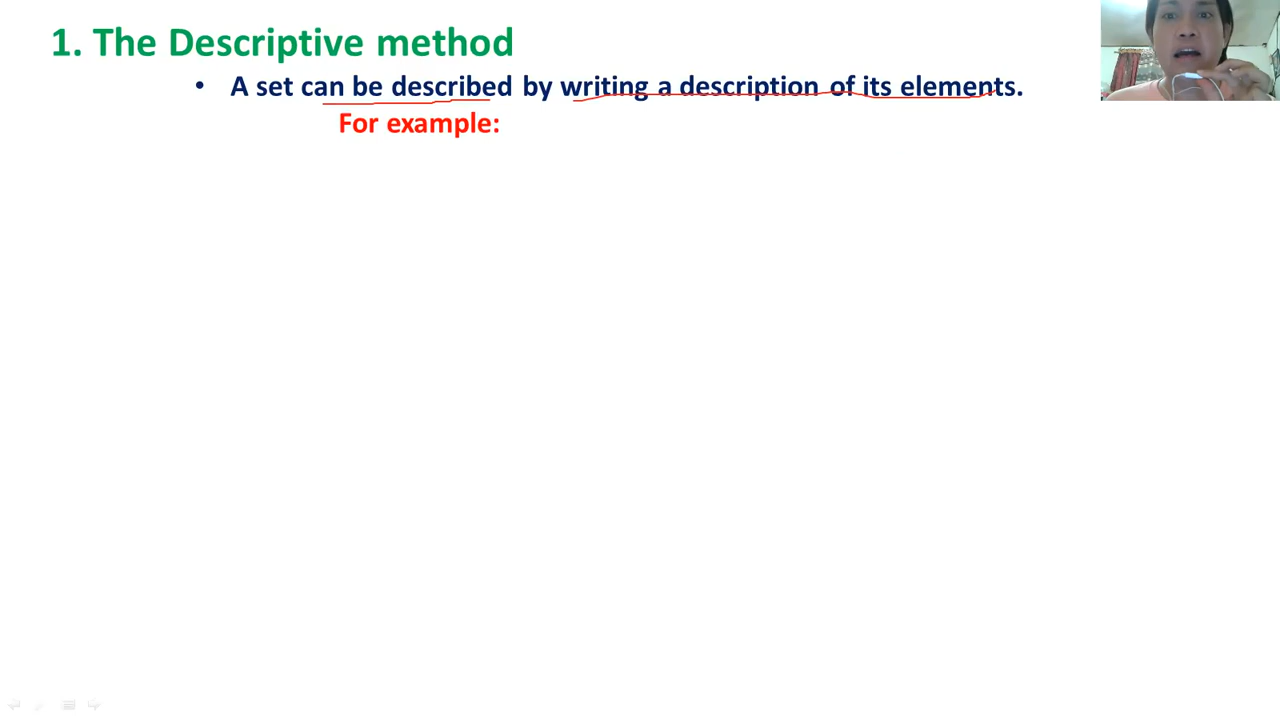 1. The Descriptive method
• A set can be described by writing a description of its elements.
For example: